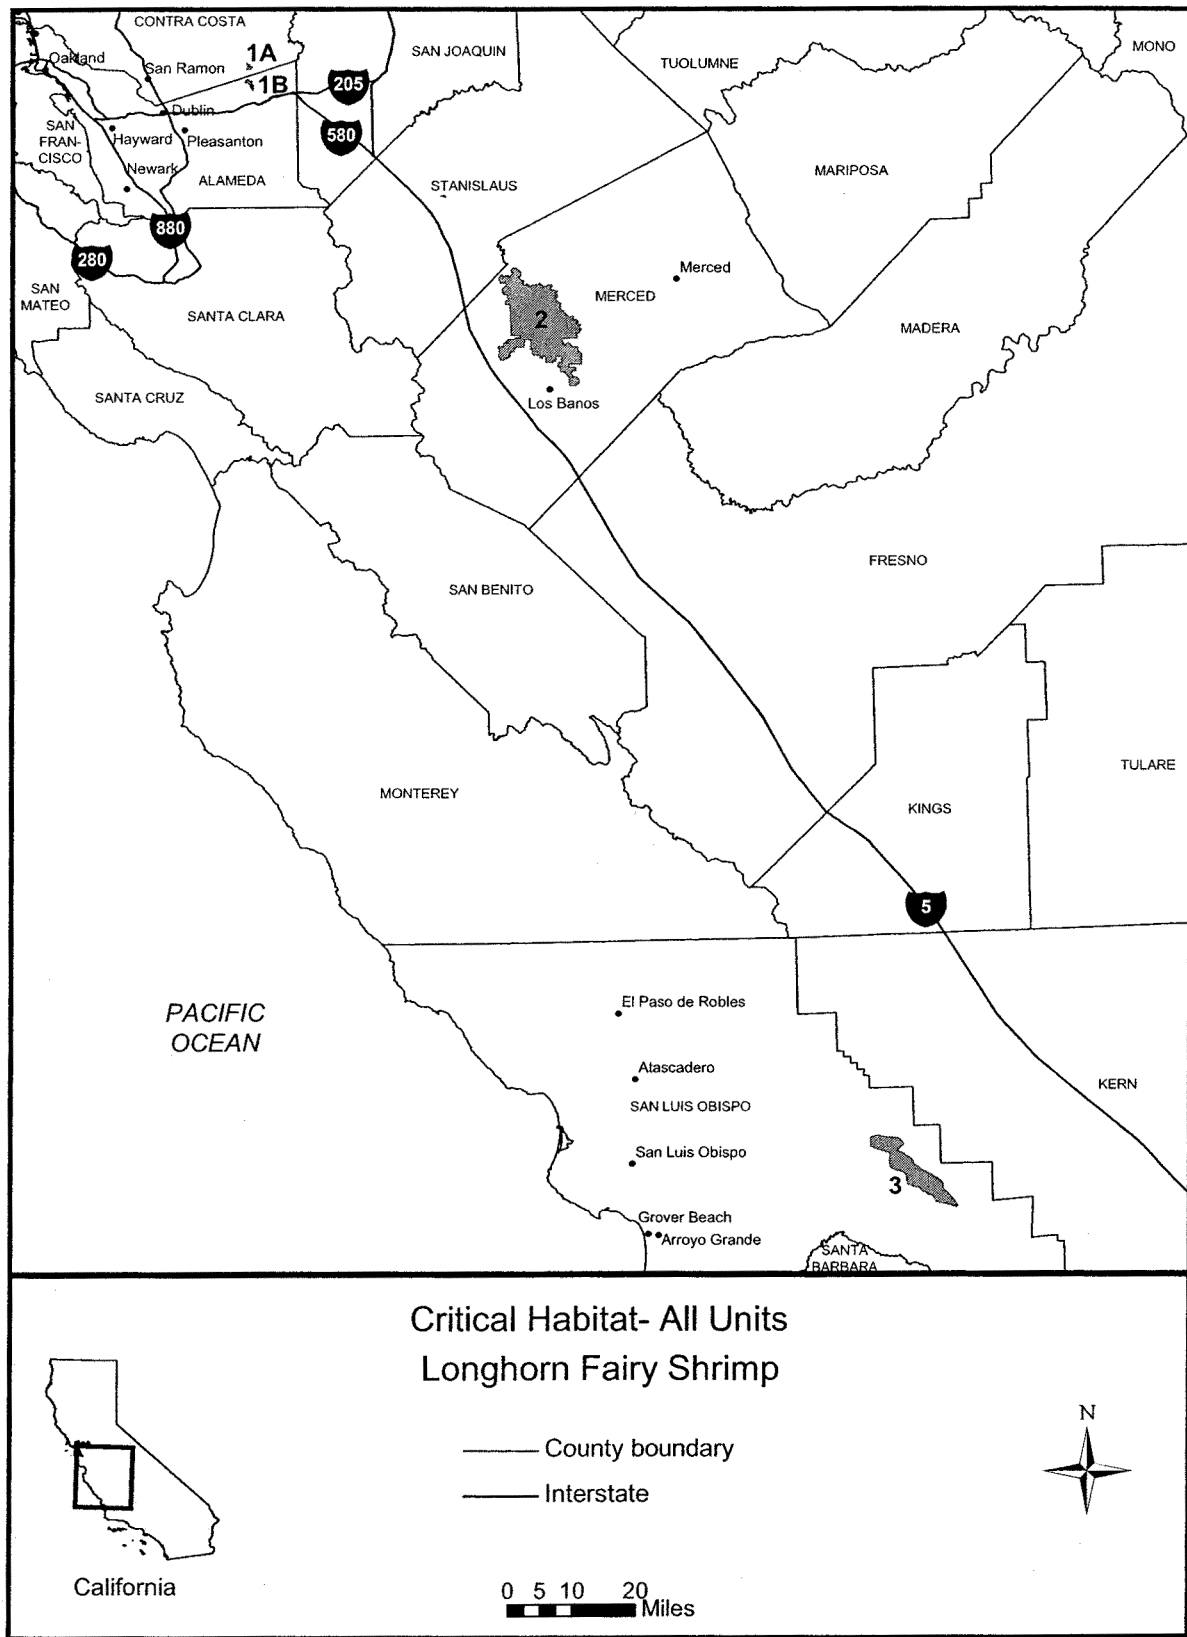 CONTRA COSTA
SAN JOAQUIN
TUOLUMNE
MONO
Oakland
1A
San Ramon
1B
205
Dublin
580
SAN
FRAN-
CISCO
Hayward
Pleasanton
MARIPOSA
Newark
ALAMEDA
STANISLAUS
880
280
Merced
SAN
MATEO
MERCED
SANTA CLARA
2
MADERA
SANTA CRUZ
Los Banos
FRESNO
SAN BENITO
TULARE
MONTEREY
KINGS
5
PACIFIC
OCEAN
El Paso de Robles
Atascadero
KERN
SAN LUIS OBISPO
San Luis Obispo
3
Grover Beach
Arroyo Grande
SANTA
BARBARA
Critical Habitat- All Units
Longhorn Fairy Shrimp
N
County boundary
Interstate
California
0 5 10 20
Miles